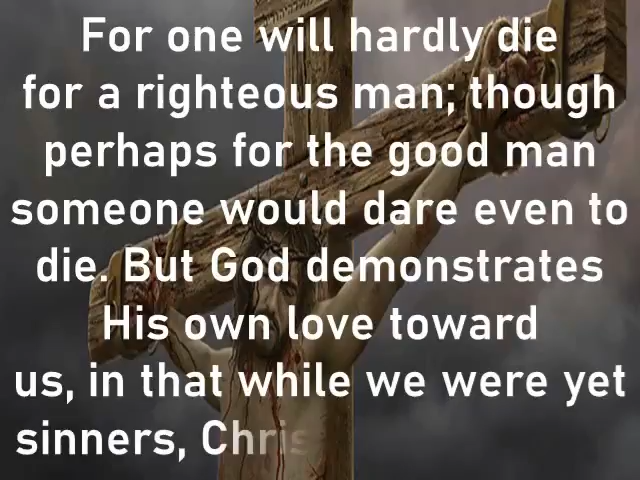 For one will hardly die
for a righteous man; though
perhaps for the good man
someone would dare even to
die. But God demonstrates
His own love toward
us, in that while we were yet
sinners, Chris